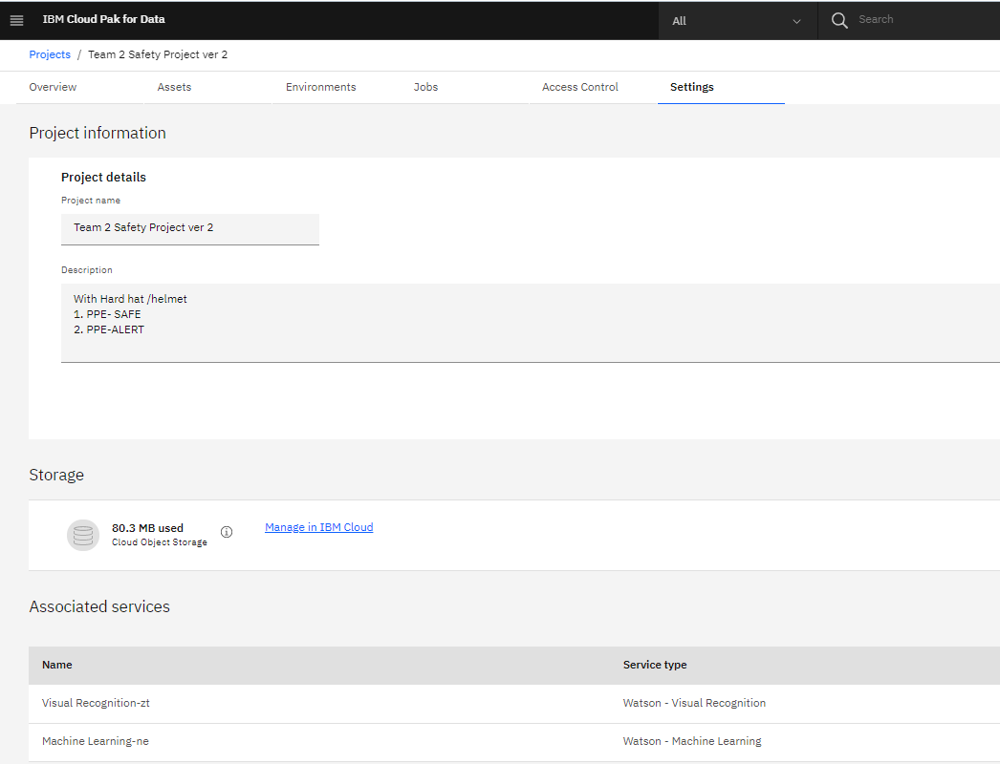 IBM Cloud Pak for Data
All
Search
Projects / Team 2 Safety Project ver 2
Overview
Assets
Environments
Jobs
Access Control
Settings
Project information
Project details
Project name
Team 2 Safety Project ver 2
Description
With Hard hat /helmet
1. PPE- SAFE
2. PPE-ALERT
Storage
80.3 MB used
Cloud Object Storage
Manage in IBM Cloud
Associated services
Name
Service type
Visual Recognition-zt
Watson - Visual Recognition
Machine Learning-ne
Watson - Machine Learning